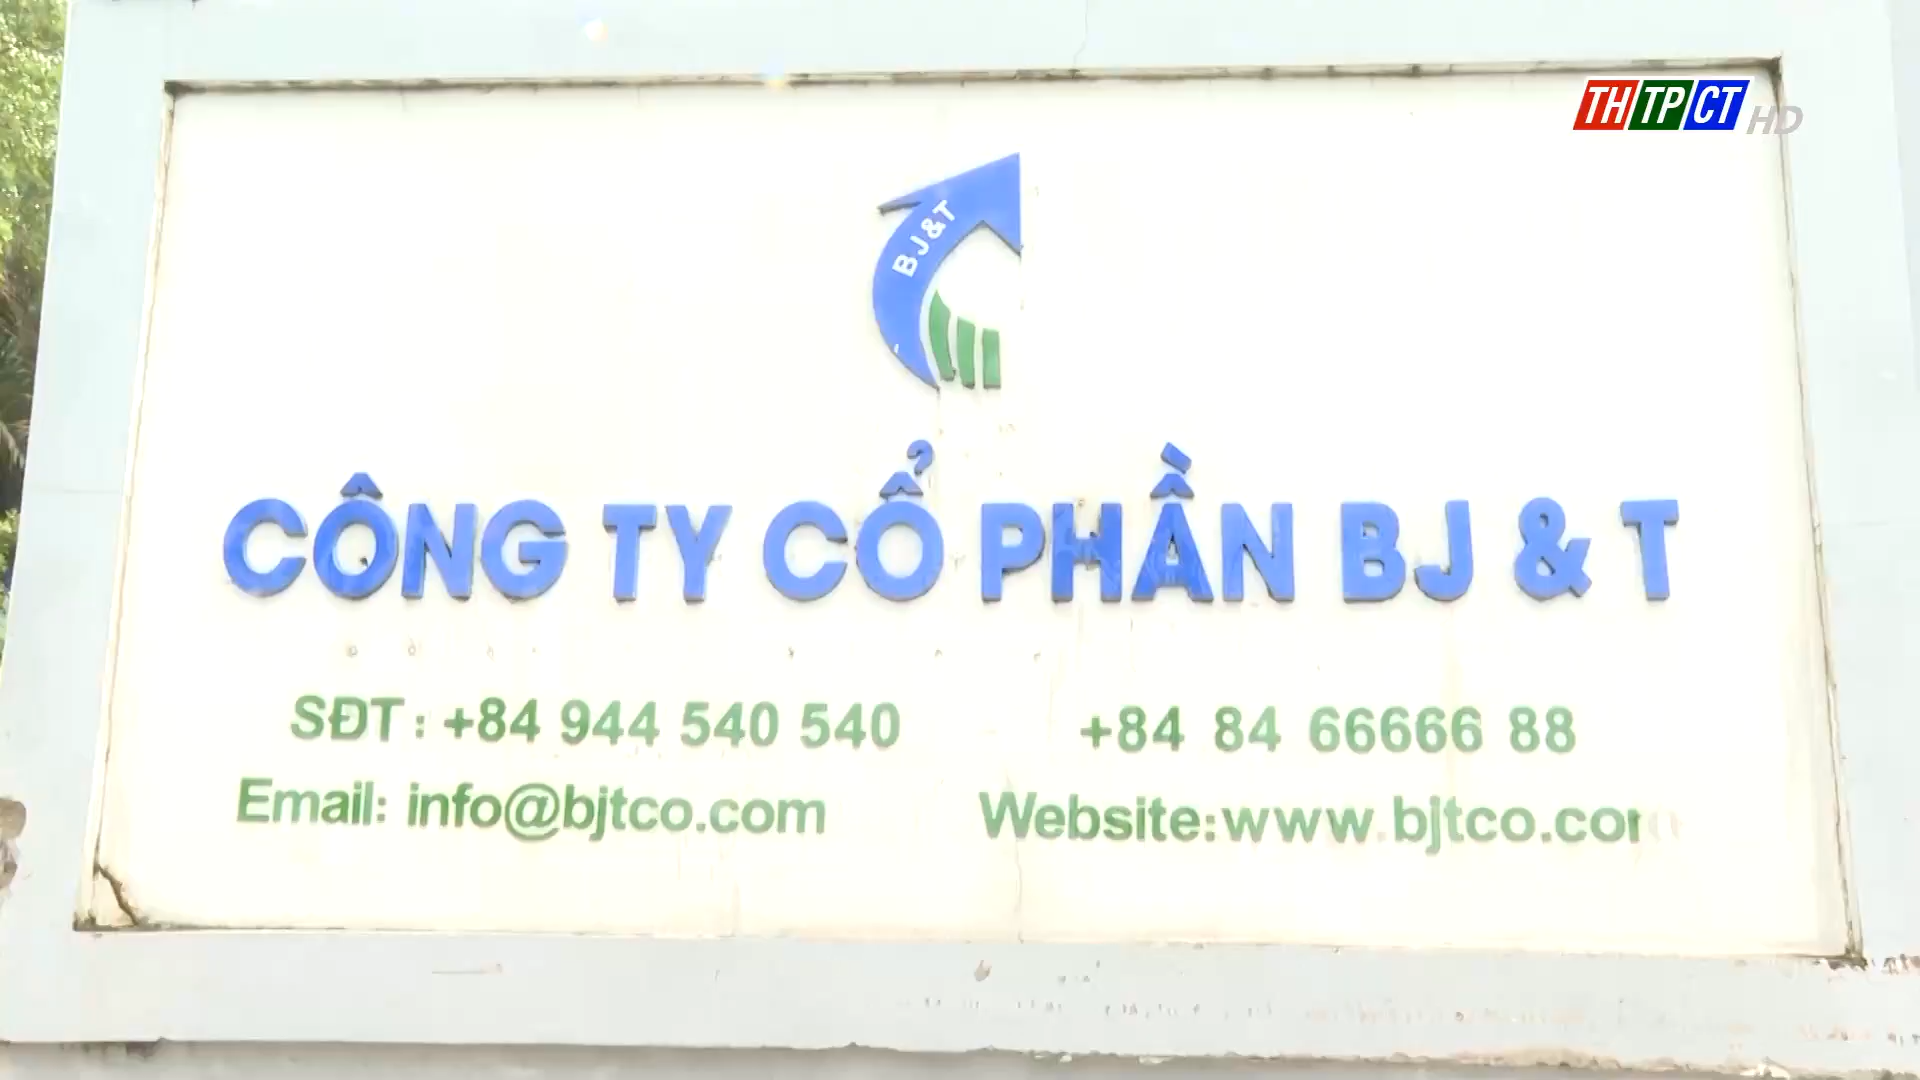 THTPCT HD
BJ&T
CÔNG TY CỔ PHẦN BJ & T
SĐT : +84 944 540 540 +84 84 66666 88
Email: info@bjtco.com Website:www.bjtco.com